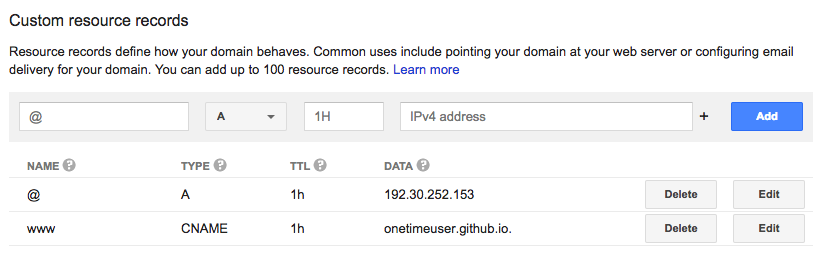 Custom resource records
Resource records define how your domain behaves. Common uses include pointing your domain at your web server or configuring email
delivery for your domain. You can add up to 100 resource records. Learn more
@ A 1H IPv4 address + Add
NAME ? TYPE ? TTL ? DATA ?
@ A 1h 192.30.252.153 Delete Edit
www CNAME 1h onetimeuser.github.io. Delete Edit